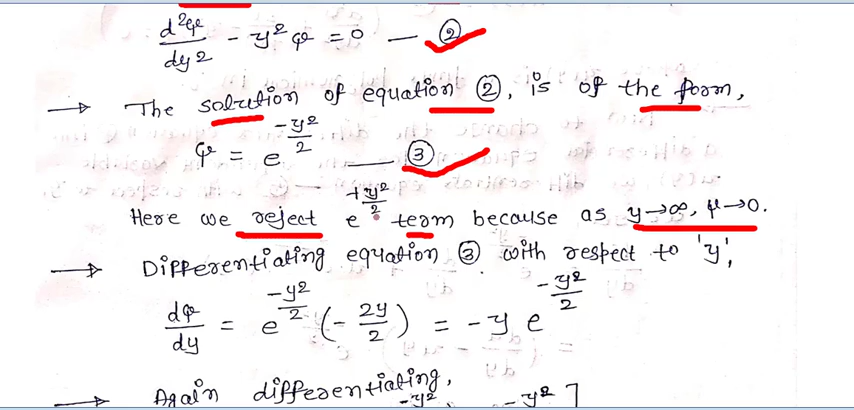 d²φ/dy² - y²φ = 0 — ②
→ The solution of equation ②, is of the form,
φ = e^(-y²/2) — ③
Here we reject e^(+y²/2) term because as y→∞, ψ→0.
→ Differentiating equation ③ with respect to 'y',
dφ/dy = e^(-y²/2) (- 2y/2) = -y e^(-y²/2)
→ Again differentiating,
-y² -y² ]